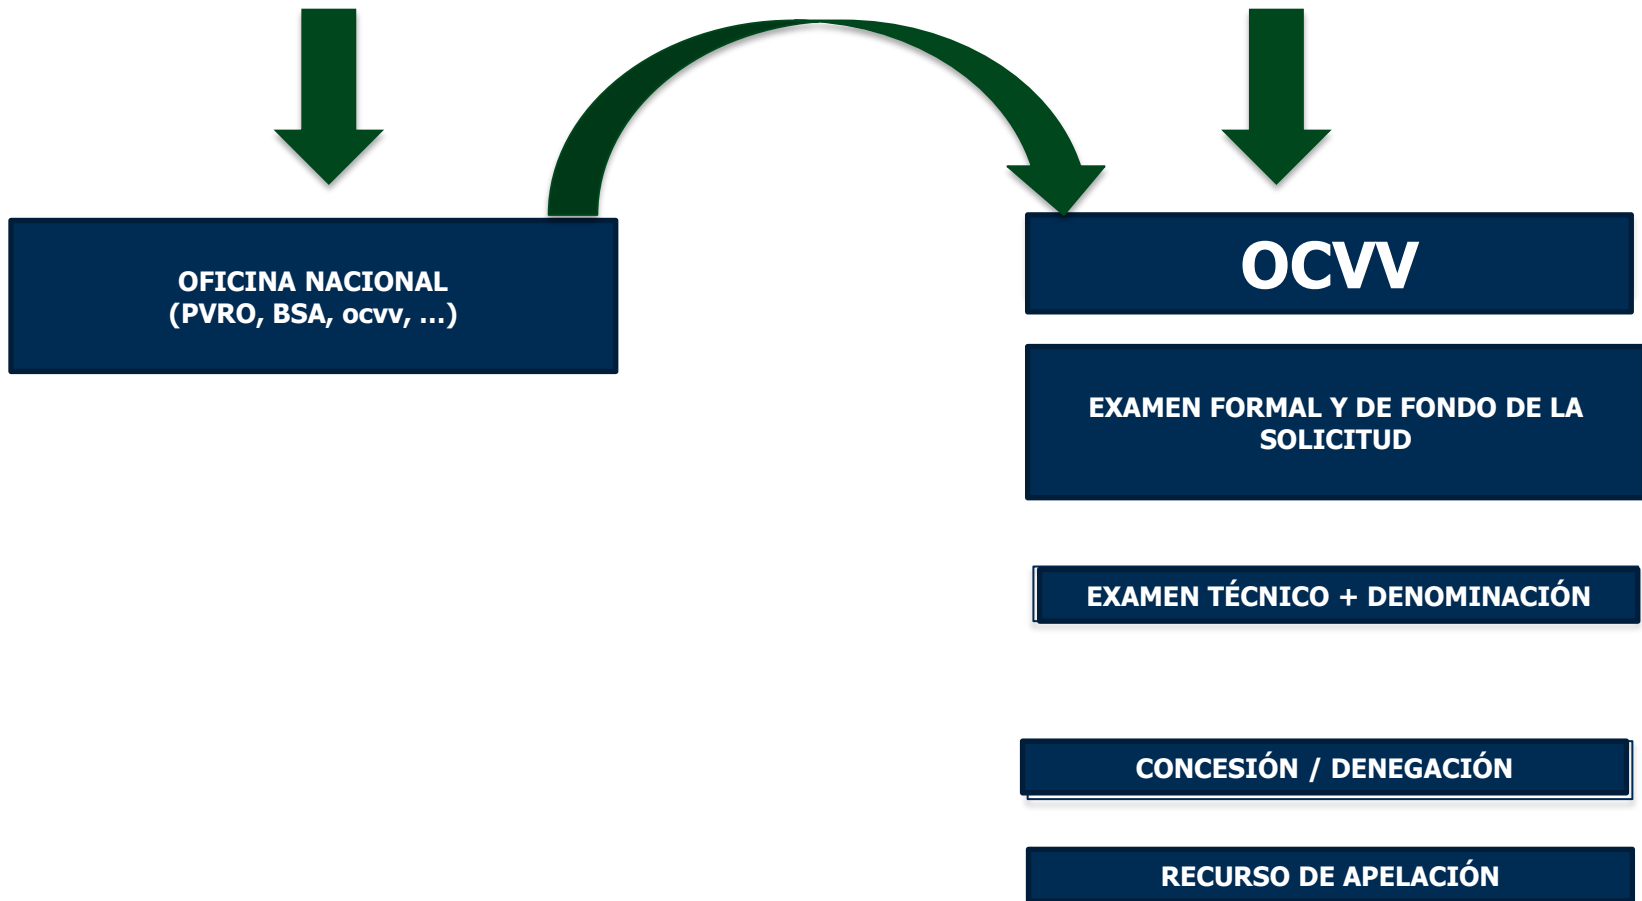 OFICINA NACIONAL
(PVRO, BSA, ocvv, ...)
OCVV
EXAMEN FORMAL Y DE FONDO DE LA
SOLICITUD
EXAMEN TÉCNICO + DENOMINACIÓN
CONCESIÓN / DENEGACIÓN
RECURSO DE APELACIÓN